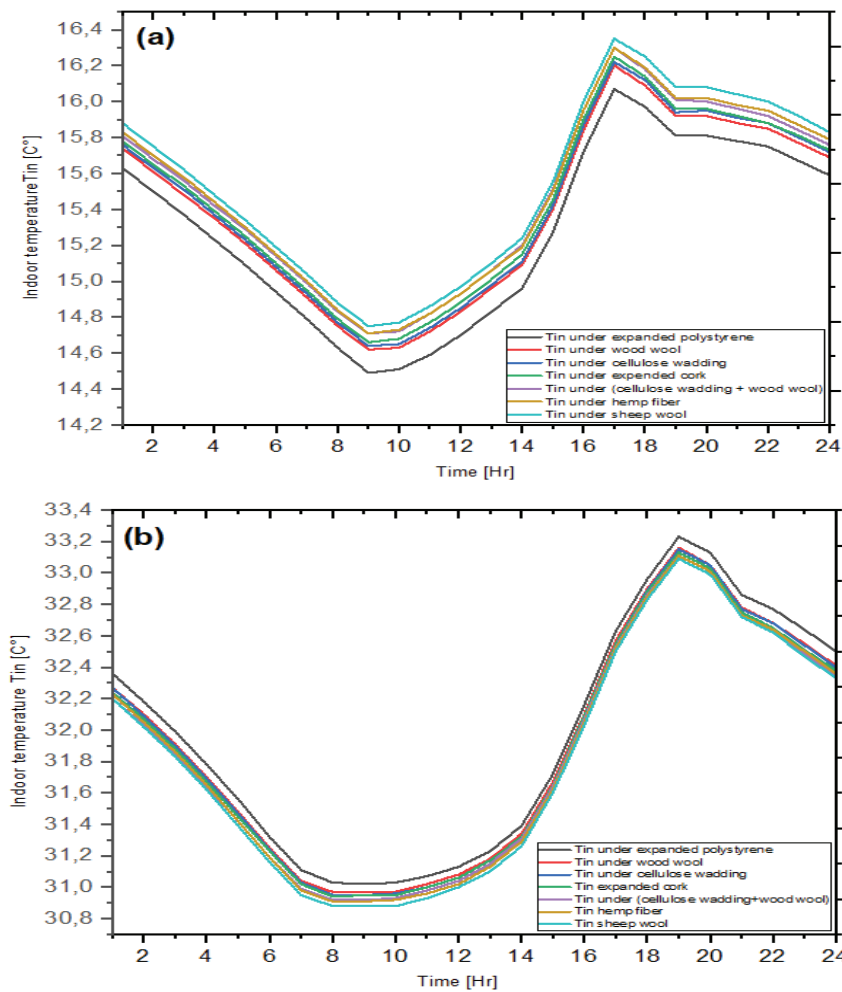 (a)
16,4
16,2
16,0
15,8
15,6
15,4
15,2
15,0
14,8
14,6
14,4
14,2
Indoor temperatureTin [C°]
Tin under expanded polystyrene
Tin under wood wool
Tin under cellulose wadding
Tin under expended cork
Tin under (cellulose wadding + wood wool)
Tin under hemp fiber
Tin under sheep wool
2 4 6 8 10 12 14 16 18 20 22 24
Time [Hr]
(b)
33,4
33,2
33,0
32,8
32,6
32,4
32,2
32,0
31,8
31,6
31,4
31,2
31,0
30,8
Indoor temperature Tin [C°]
Tin under expanded polystyrene
Tin under wood wool
Tin under cellulose wadding
Tin expanded cork
Tin under (cellulose wadding+wood wool)
Tin hemp fiber
Tin sheep wool
2 4 6 8 10 12 14 16 18 20 22 24
Time [Hr]